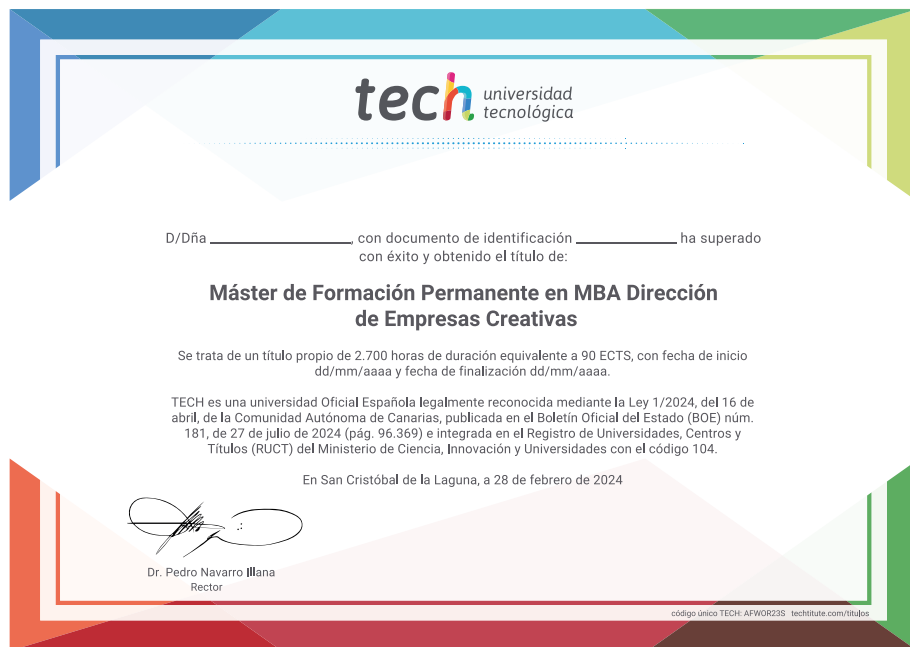 tech universidad
tecnológica
D/Dña ____________________, con documento de identificación ______________ ha superado
con éxito y obtenido el título de:
Máster de Formación Permanente en MBA Dirección
de Empresas Creativas
Se trata de un título propio de 2.700 horas de duración equivalente a 90 ECTS, con fecha de inicio
dd/mm/aaaa y fecha de finalización dd/mm/aaaa.
TECH es una universidad Oficial Española legalmente reconocida mediante la Ley 1/2024, del 16 de
abril, de la Comunidad Autónoma de Canarias, publicada en el Boletín Oficial del Estado (BOE) núm.
181, de 27 de julio de 2024 (pág. 96.369) e integrada en el Registro de Universidades, Centros y
Títulos (RUCT) del Ministerio de Ciencia, Innovación y Universidades con el código 104.
En San Cristóbal de la Laguna, a 28 de febrero de 2024
Dr. Pedro Navarro Illana
Rector
código único TECH: AFWOR23S techtitute.com/titulos